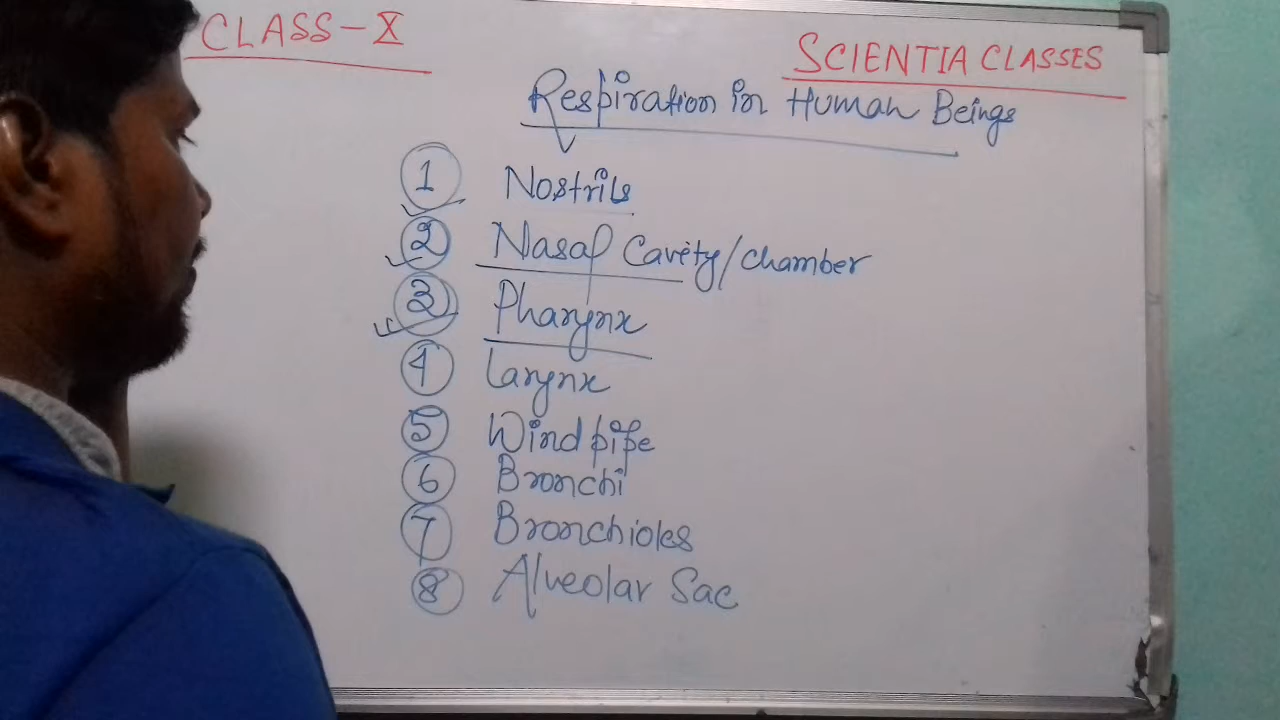 CLASS-X
SCIENTIA CLASSES
Respiration in Human Beings
1 Nostrils
2 Nasal Cavity/chamber
3 Pharynx
4 Larynx
5 Windpipe
6 Bronchi
7 Bronchioles
8 Alveolar Sac